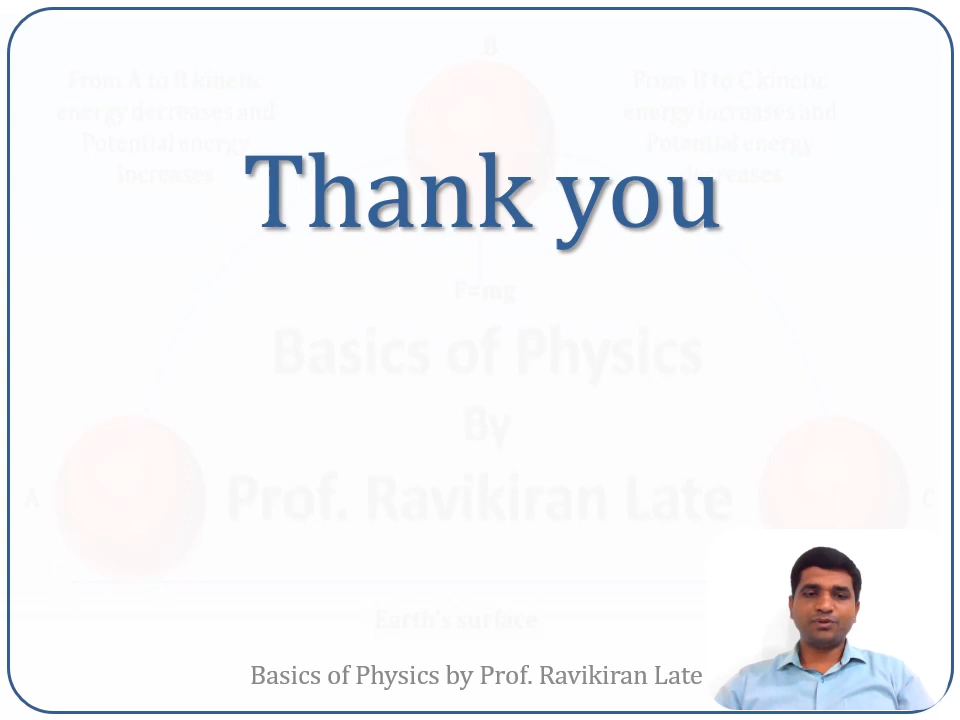 B
From A to B kinetic
energy decreases and
Potential energy
Increases
From B to C kinetic
energy increases and
Potential energy
decreases
Thank you
F=mg
Basics of Physics
By
Prof. Ravikiran Late
A
C
Earth's surface
Basics of Physics by Prof. Ravikiran Late